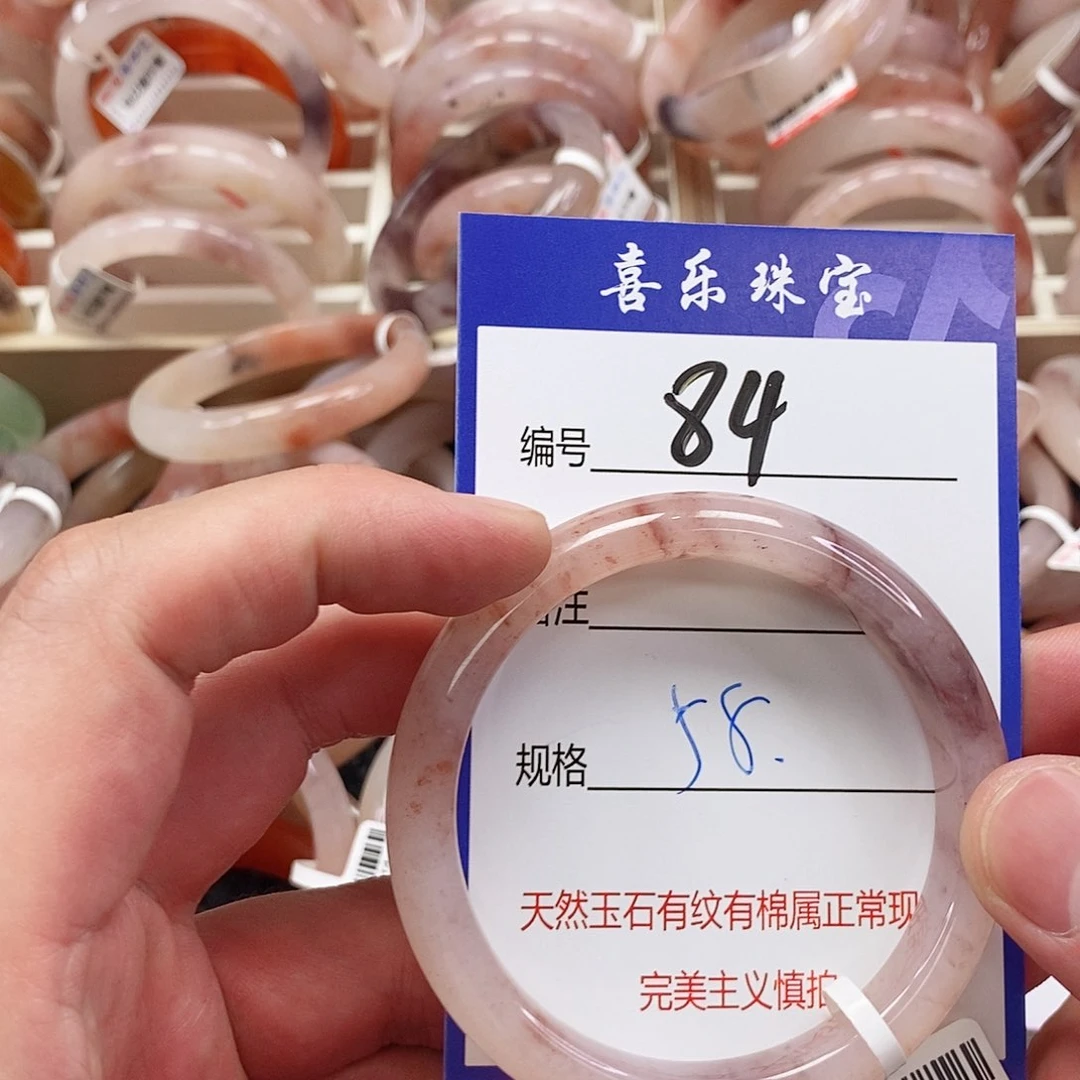 喜乐珠宝
编号 84
备注
规格 58.
天然玉石有纹有棉属正常现
完美主义慎拍